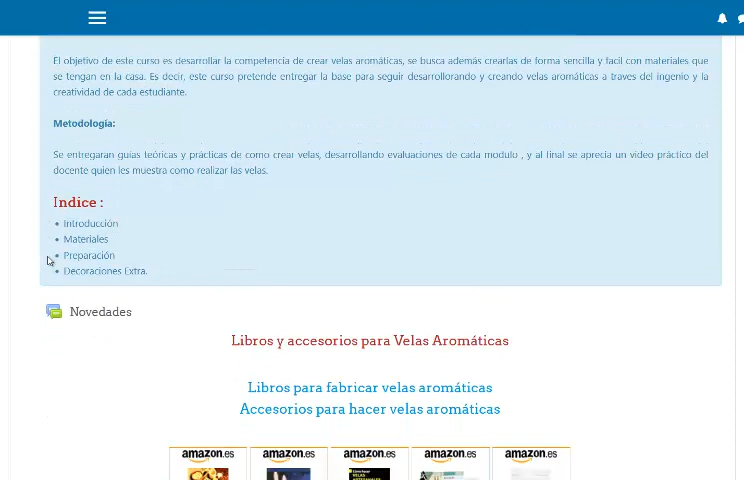 El objetivo de este curso es desarrollar la competencia de crear velas aromáticas, se busca además crearlas de forma sencilla y facil con materiales que
se tengan en la casa. Es decir, este curso pretende entregar la base para seguir desarrollorando y creando velas aromáticas a traves del ingenio y la
creatividad de cada estudiante.
Metodología:
Se entregaran guías teóricas y prácticas de como crear velas, desarrollando evaluaciones de cada modulo , y al final se aprecia un video práctico del
docente quien les muestra como realizar las velas.
Indice :
Introducción
Materiales
Preparación
Decoraciones Extra.
Novedades
Libros y accesorios para Velas Aromáticas
Libros para fabricar velas aromáticas
Accesorios para hacer velas aromáticas
amazon.es amazon.es amazon.es amazon.es amazon.es
VELAS